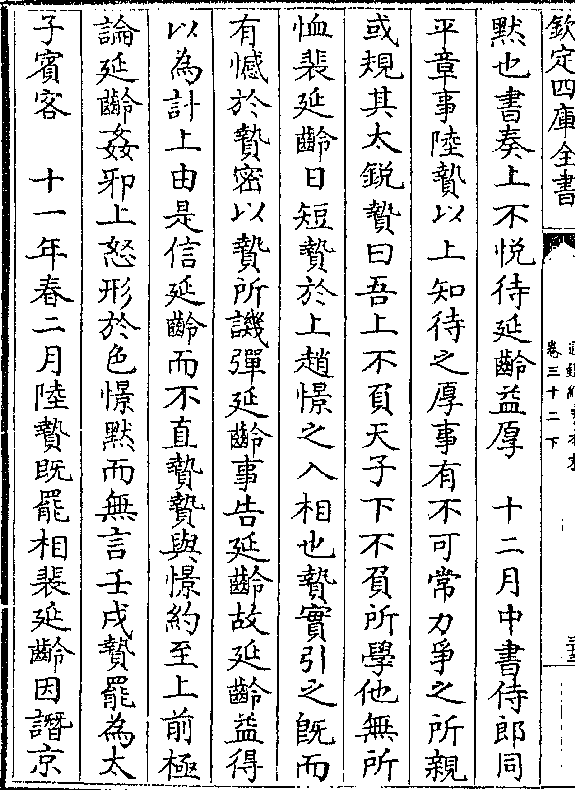 欽定四庫全書
卷三十二下
黙也書奏上不悦待延齡益厚　十二月中書侍郎同
平章事陸贄以上知待之厚事有不可常力爭之所親
或規其太鋭贄曰吾上不負天子下不負所學他無所
恤裴延齡日短贄於上趙憬之入相也贄實引之既而
有憾於贄密以贄所譏彈延齡事告延齡故延齡益得
以為計上由是信延齡而不直贄贄與憬約至上前極
論延齡姦邪上怒形於色憬黙而無言壬戌贄罷為太
子賓客　十一年春二月陸贄既罷相裴延齡因譖京